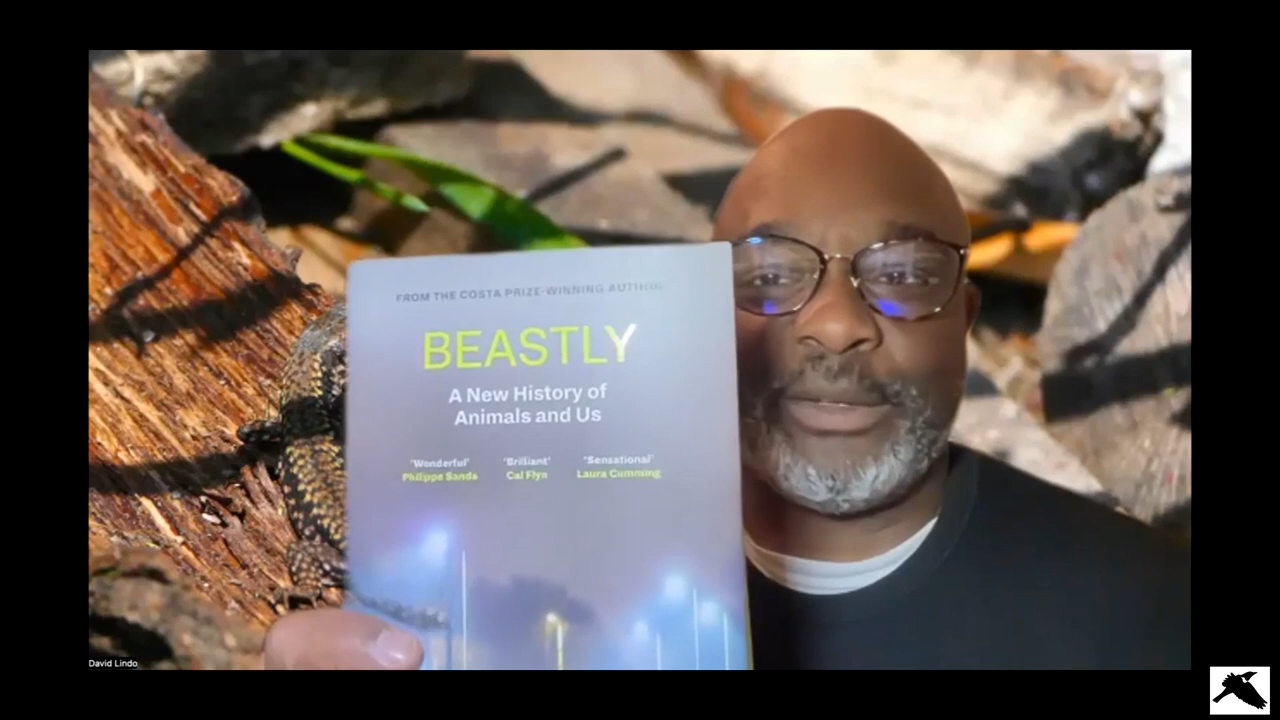 FROM THE COSTA PRIZE-WINNING AUTHOR
BEASTLY
A New History of
Animals and Us
'Wonderful' 'Brilliant' 'Sensational'
Philippe Sands Cal Flyn Laura Cumming
David Lindo